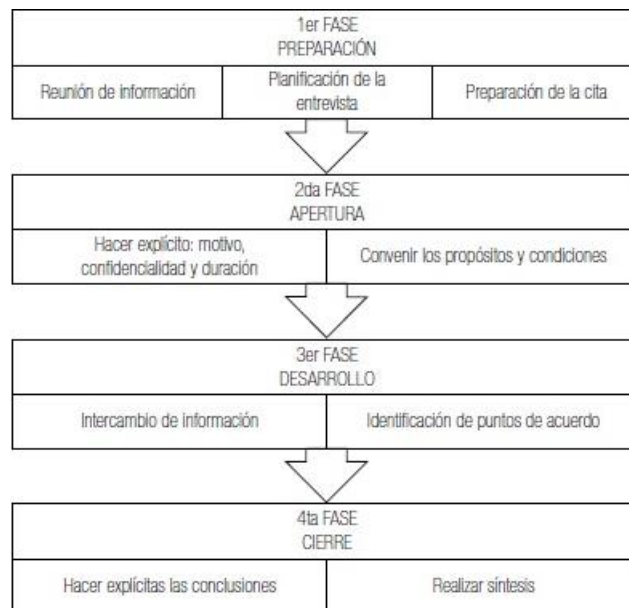 1er FASE
PREPARACIÓN
Reunión de información
Planificación de la
entrevista
Preparación de la cita
2da FASE
APERTURA
Hacer explícito: motivo,
confidencialidad y duración
Convenir los propósitos y condiciones
3er FASE
DESARROLLO
Intercambio de información
Identificación de puntos de acuerdo
4ta FASE
CIERRE
Hacer explícitas las conclusiones
Realizar síntesis